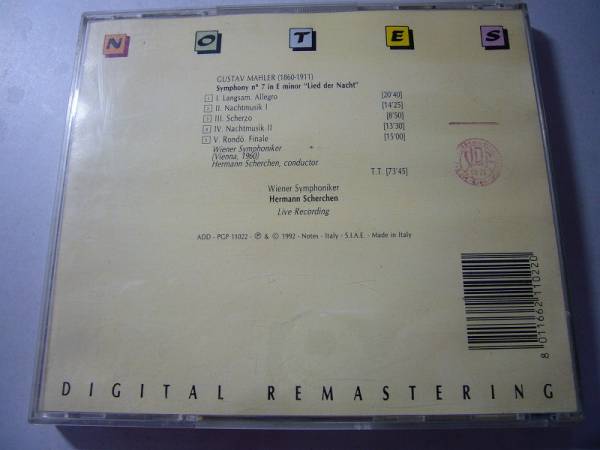 N O T E S
GUSTAV MAHLER (1860-1911)
Symphony n° 7 in E minor "Lied der Nacht"
1 I. Langsam. Allegro [20'40]
2 II. Nachtmusik I [14'25]
3 III. Scherzo [8'50]
4 IV. Nachtmusik II [13'30]
5 V. Rondò. Finale [15'00]
Wiener Symphoniker
(Vienna, 1960)
Hermann Scherchen, conductor
T.T. [73'45]
Wiener Symphoniker
Hermann Scherchen
Live Recording
ADD - PGP 11022 - ℗ & © 1992 - Notes - Italy - S.I.A.E. - Made in Italy
8 011662 110220
DIGITAL REMASTERING